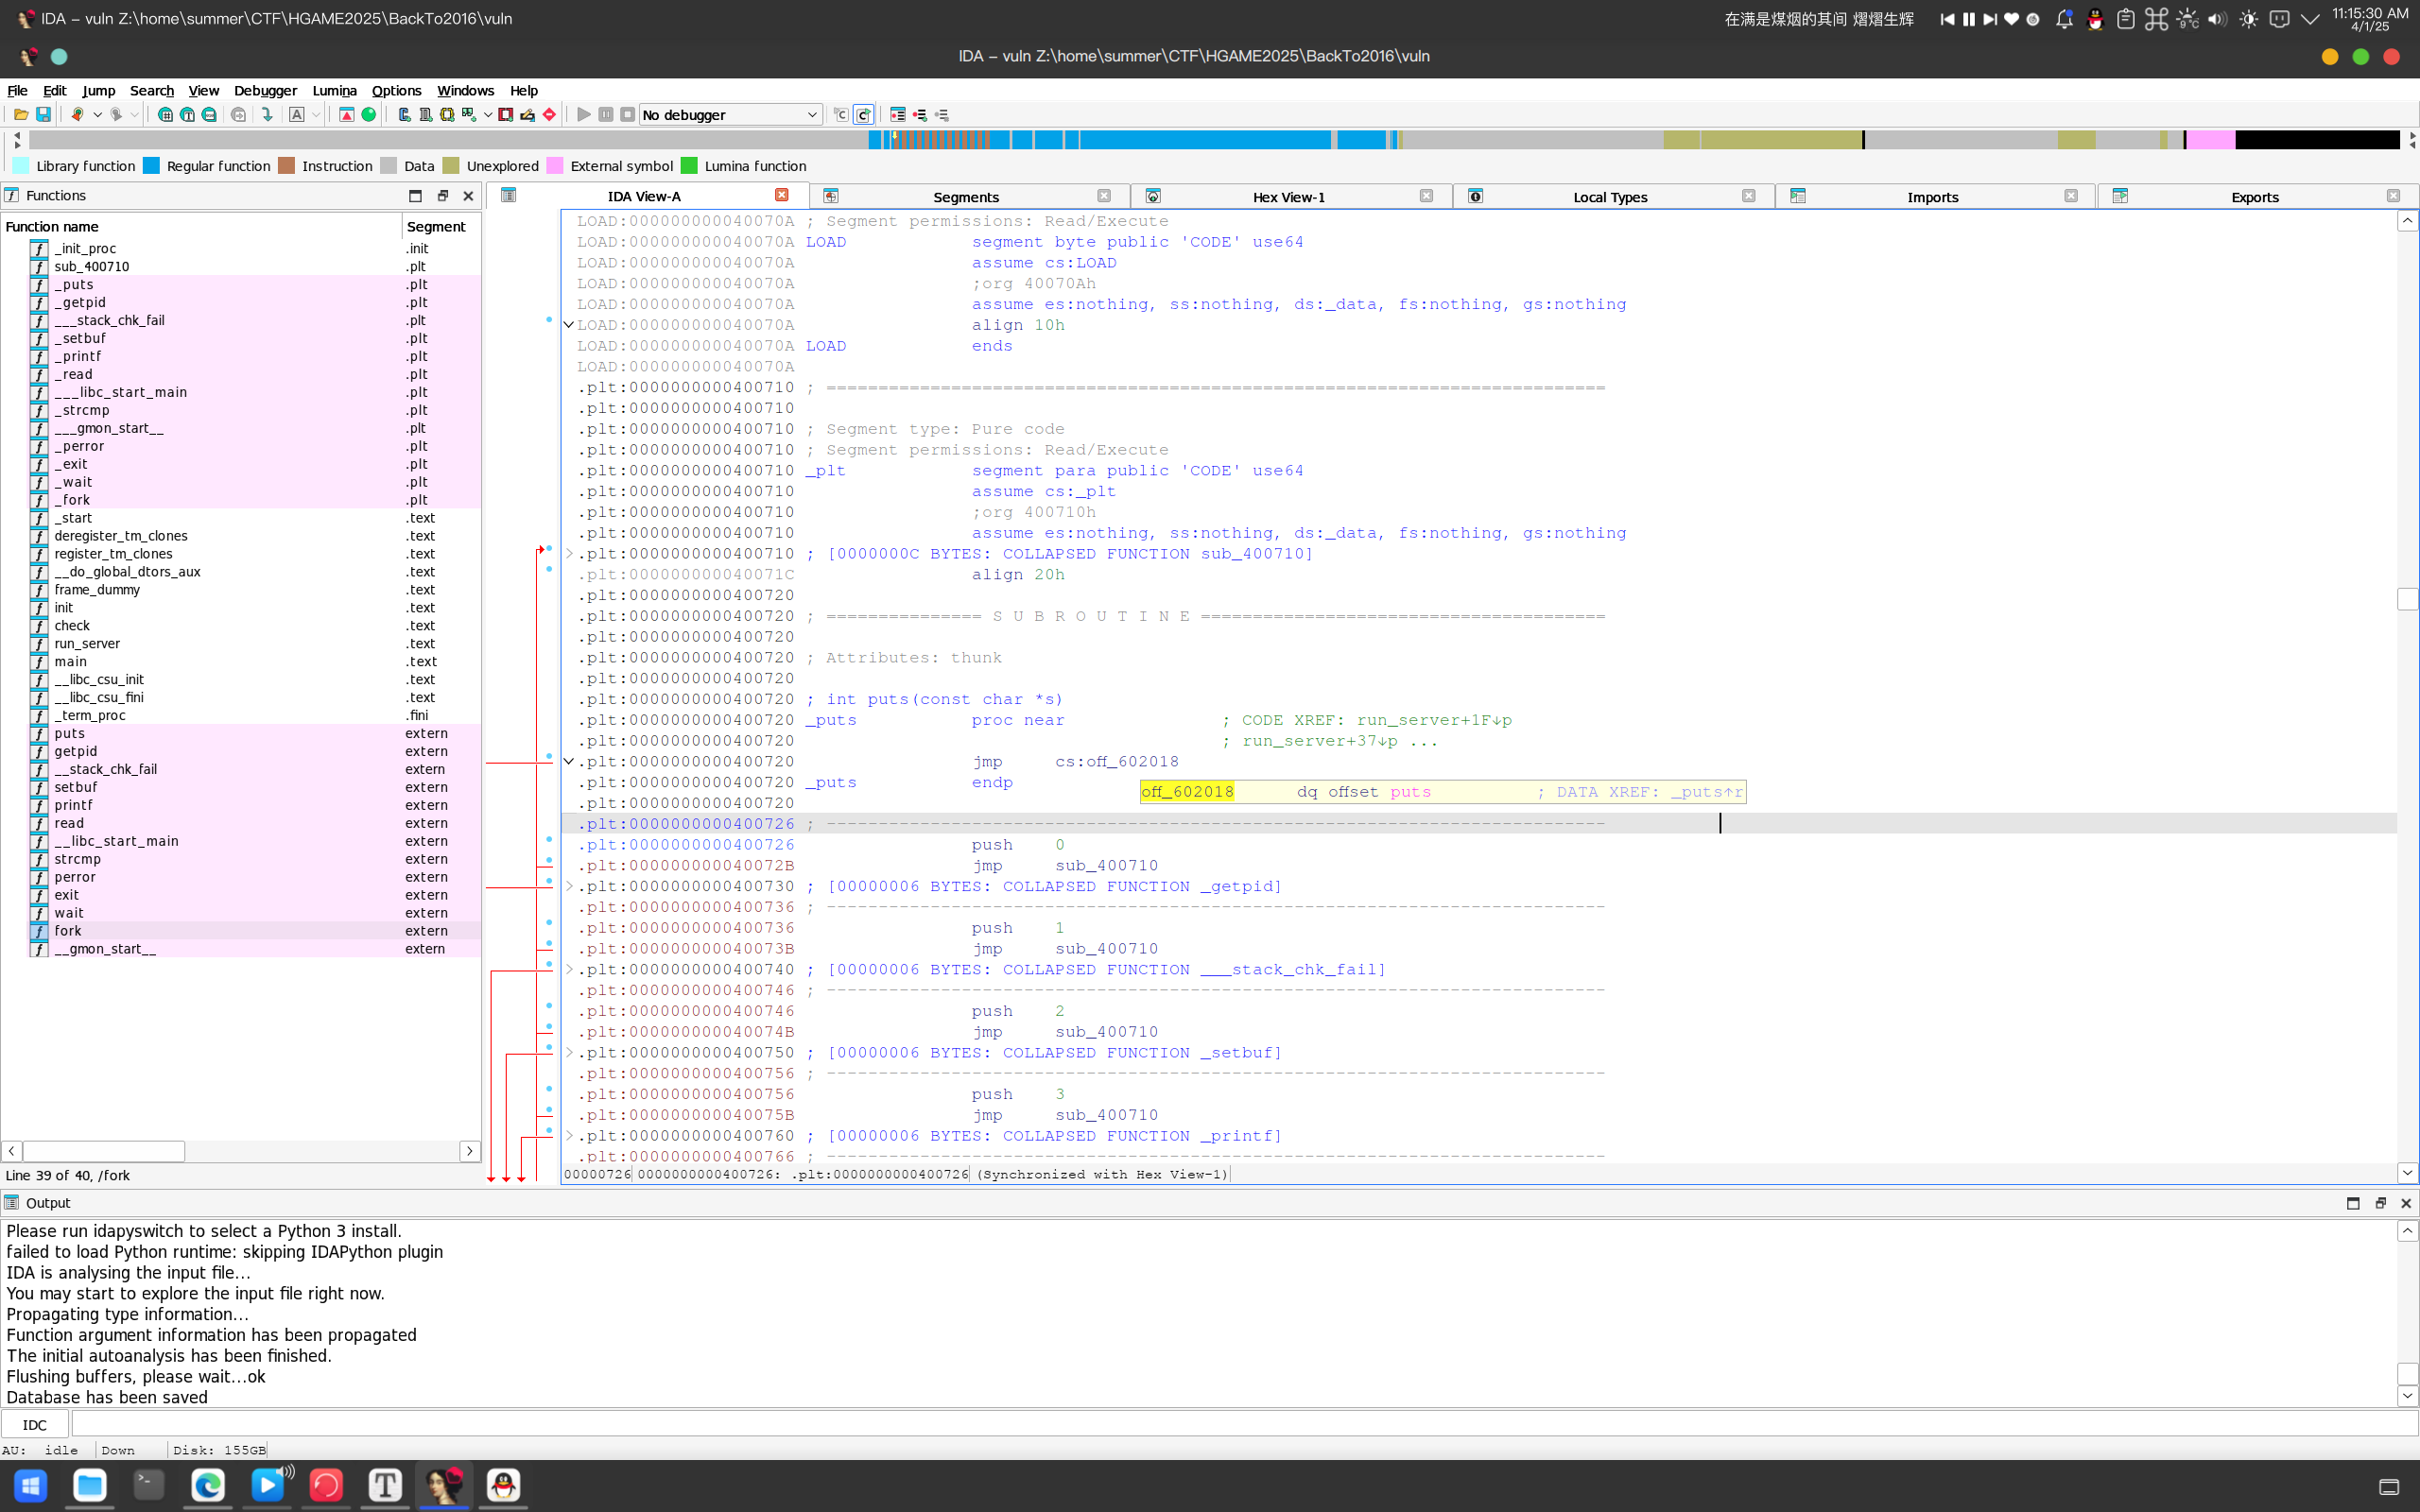 IDA – vuln Z:\home\summer\CTF\HGAME2025\BackTo2016\vuln
在满是煤烟的其间 熠熠生辉
9°C
11:15:30 AM
4/1/25
IDA – vuln Z:\home\summer\CTF\HGAME2025\BackTo2016\vuln
File Edit Jump Search View Debugger Lumina Options Windows Help
No debugger
Library function Regular function Instruction Data Unexplored External symbol Lumina function
Functions
Function name Segment
_init_proc .init
sub_400710 .plt
_puts .plt
_getpid .plt
___stack_chk_fail .plt
_setbuf .plt
_printf .plt
_read .plt
___libc_start_main .plt
_strcmp .plt
___gmon_start__ .plt
_perror .plt
_exit .plt
_wait .plt
_fork .plt
_start .text
deregister_tm_clones .text
register_tm_clones .text
__do_global_dtors_aux .text
frame_dummy .text
init .text
check .text
run_server .text
main .text
__libc_csu_init .text
__libc_csu_fini .text
_term_proc .fini
puts extern
getpid extern
__stack_chk_fail extern
setbuf extern
printf extern
read extern
__libc_start_main extern
strcmp extern
perror extern
exit extern
wait extern
fork extern
__gmon_start__ extern
Line 39 of 40, /fork
IDA View-A Segments Hex View-1 Local Types Imports Exports
LOAD:000000000040070A ; Segment permissions: Read/Execute
LOAD:000000000040070A LOAD segment byte public 'CODE' use64
LOAD:000000000040070A assume cs:LOAD
LOAD:000000000040070A ;org 40070Ah
LOAD:000000000040070A assume es:nothing, ss:nothing, ds:_data, fs:nothing, gs:nothing
LOAD:000000000040070A align 10h
LOAD:000000000040070A LOAD ends
LOAD:000000000040070A
.plt:0000000000400710 ; ===========================================================================
.plt:0000000000400710
.plt:0000000000400710 ; Segment type: Pure code
.plt:0000000000400710 ; Segment permissions: Read/Execute
.plt:0000000000400710 _plt segment para public 'CODE' use64
.plt:0000000000400710 assume cs:_plt
.plt:0000000000400710 ;org 400710h
.plt:0000000000400710 assume es:nothing, ss:nothing, ds:_data, fs:nothing, gs:nothing
.plt:0000000000400710 ; [0000000C BYTES: COLLAPSED FUNCTION sub_400710]
.plt:000000000040071C align 20h
.plt:0000000000400720
.plt:0000000000400720 ; =============== S U B R O U T I N E =======================================
.plt:0000000000400720
.plt:0000000000400720 ; Attributes: thunk
.plt:0000000000400720
.plt:0000000000400720 ; int puts(const char *s)
.plt:0000000000400720 _puts proc near ; CODE XREF: run_server+1F↓p
.plt:0000000000400720 ; run_server+37↓p ...
.plt:0000000000400720 jmp cs:off_602018
.plt:0000000000400720 _puts endp
off_602018 dq offset puts ; DATA XREF: _puts↑r
.plt:0000000000400720
.plt:0000000000400726 ; ---------------------------------------------------------------------------
.plt:0000000000400726 push 0
.plt:000000000040072B jmp sub_400710
.plt:0000000000400730 ; [00000006 BYTES: COLLAPSED FUNCTION _getpid]
.plt:0000000000400736 ; ---------------------------------------------------------------------------
.plt:0000000000400736 push 1
.plt:000000000040073B jmp sub_400710
.plt:0000000000400740 ; [00000006 BYTES: COLLAPSED FUNCTION ___stack_chk_fail]
.plt:0000000000400746 ; ---------------------------------------------------------------------------
.plt:0000000000400746 push 2
.plt:000000000040074B jmp sub_400710
.plt:0000000000400750 ; [00000006 BYTES: COLLAPSED FUNCTION _setbuf]
.plt:0000000000400756 ; ---------------------------------------------------------------------------
.plt:0000000000400756 push 3
.plt:000000000040075B jmp sub_400710
.plt:0000000000400760 ; [00000006 BYTES: COLLAPSED FUNCTION _printf]
.plt:0000000000400766 ; ---------------------------------------------------------------------------
00000726 0000000000400726: .plt:0000000000400726 (Synchronized with Hex View-1)
Output
Please run idapyswitch to select a Python 3 install.
failed to load Python runtime: skipping IDAPython plugin
IDA is analysing the input file...
You may start to explore the input file right now.
Propagating type information...
Function argument information has been propagated
The initial autoanalysis has been finished.
Flushing buffers, please wait...ok
Database has been saved
IDC
AU: idle Down Disk: 155GB